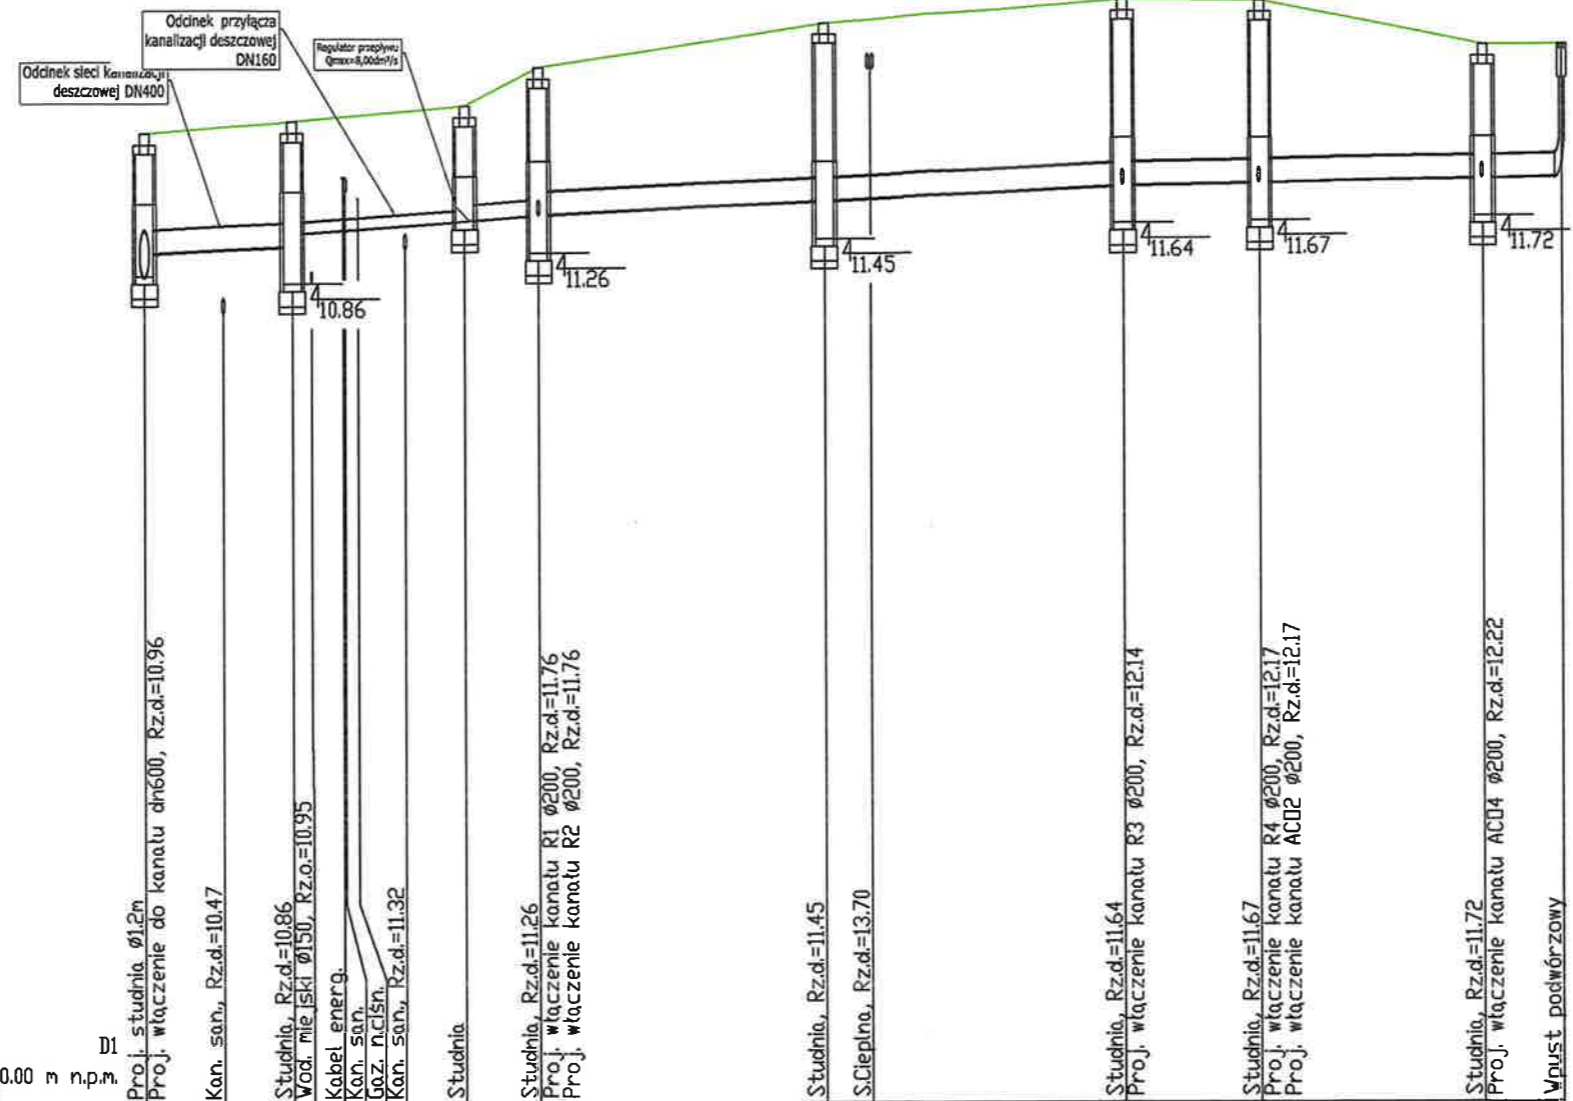 Odcinek przyłącza
kanalizacji deszczowej
DN160
Regulator przepływu
Qmax=8,00dm³/s
Odcinek sieci kanalizacji
deszczowej DN400
10.86
11.26
11.45
11.64
11.67
11.72
D1
0.00 m n.p.m.
Proj. studnia ø1.2m
Proj. włączenie do kanału dn600, Rz.d.=10.96
Kan. san., Rz.d.=10.47
Studnia, Rz.d.=10.86
Wod. miejski ø150, Rz.o.=10.95
Kabel energ.
Kan. san.
Gaz. n.ciśn.
Kan. san., Rz.d.=11.32
Studnia
Studnia, Rz.d.=11.26
Proj. włączenie kanału R1 ø200, Rz.d.=11.76
Proj. włączenie kanału R2 ø200, Rz.d.=11.76
Studnia, Rz.d.=11.45
S.Cieplna, Rz.d.=13.70
Studnia, Rz.d.=11.64
Proj. włączenie kanału R3 ø200, Rz.d.=12.14
Studnia, Rz.d.=11.67
Proj. włączenie kanału R4 ø200, Rz.d.=12.17
Proj. włączenie kanału ACO2 ø200, Rz.d.=12.17
Studnia, Rz.d.=11.72
Proj. włączenie kanału ACO4 ø200, Rz.d.=12.22
Wpust podwórzowy